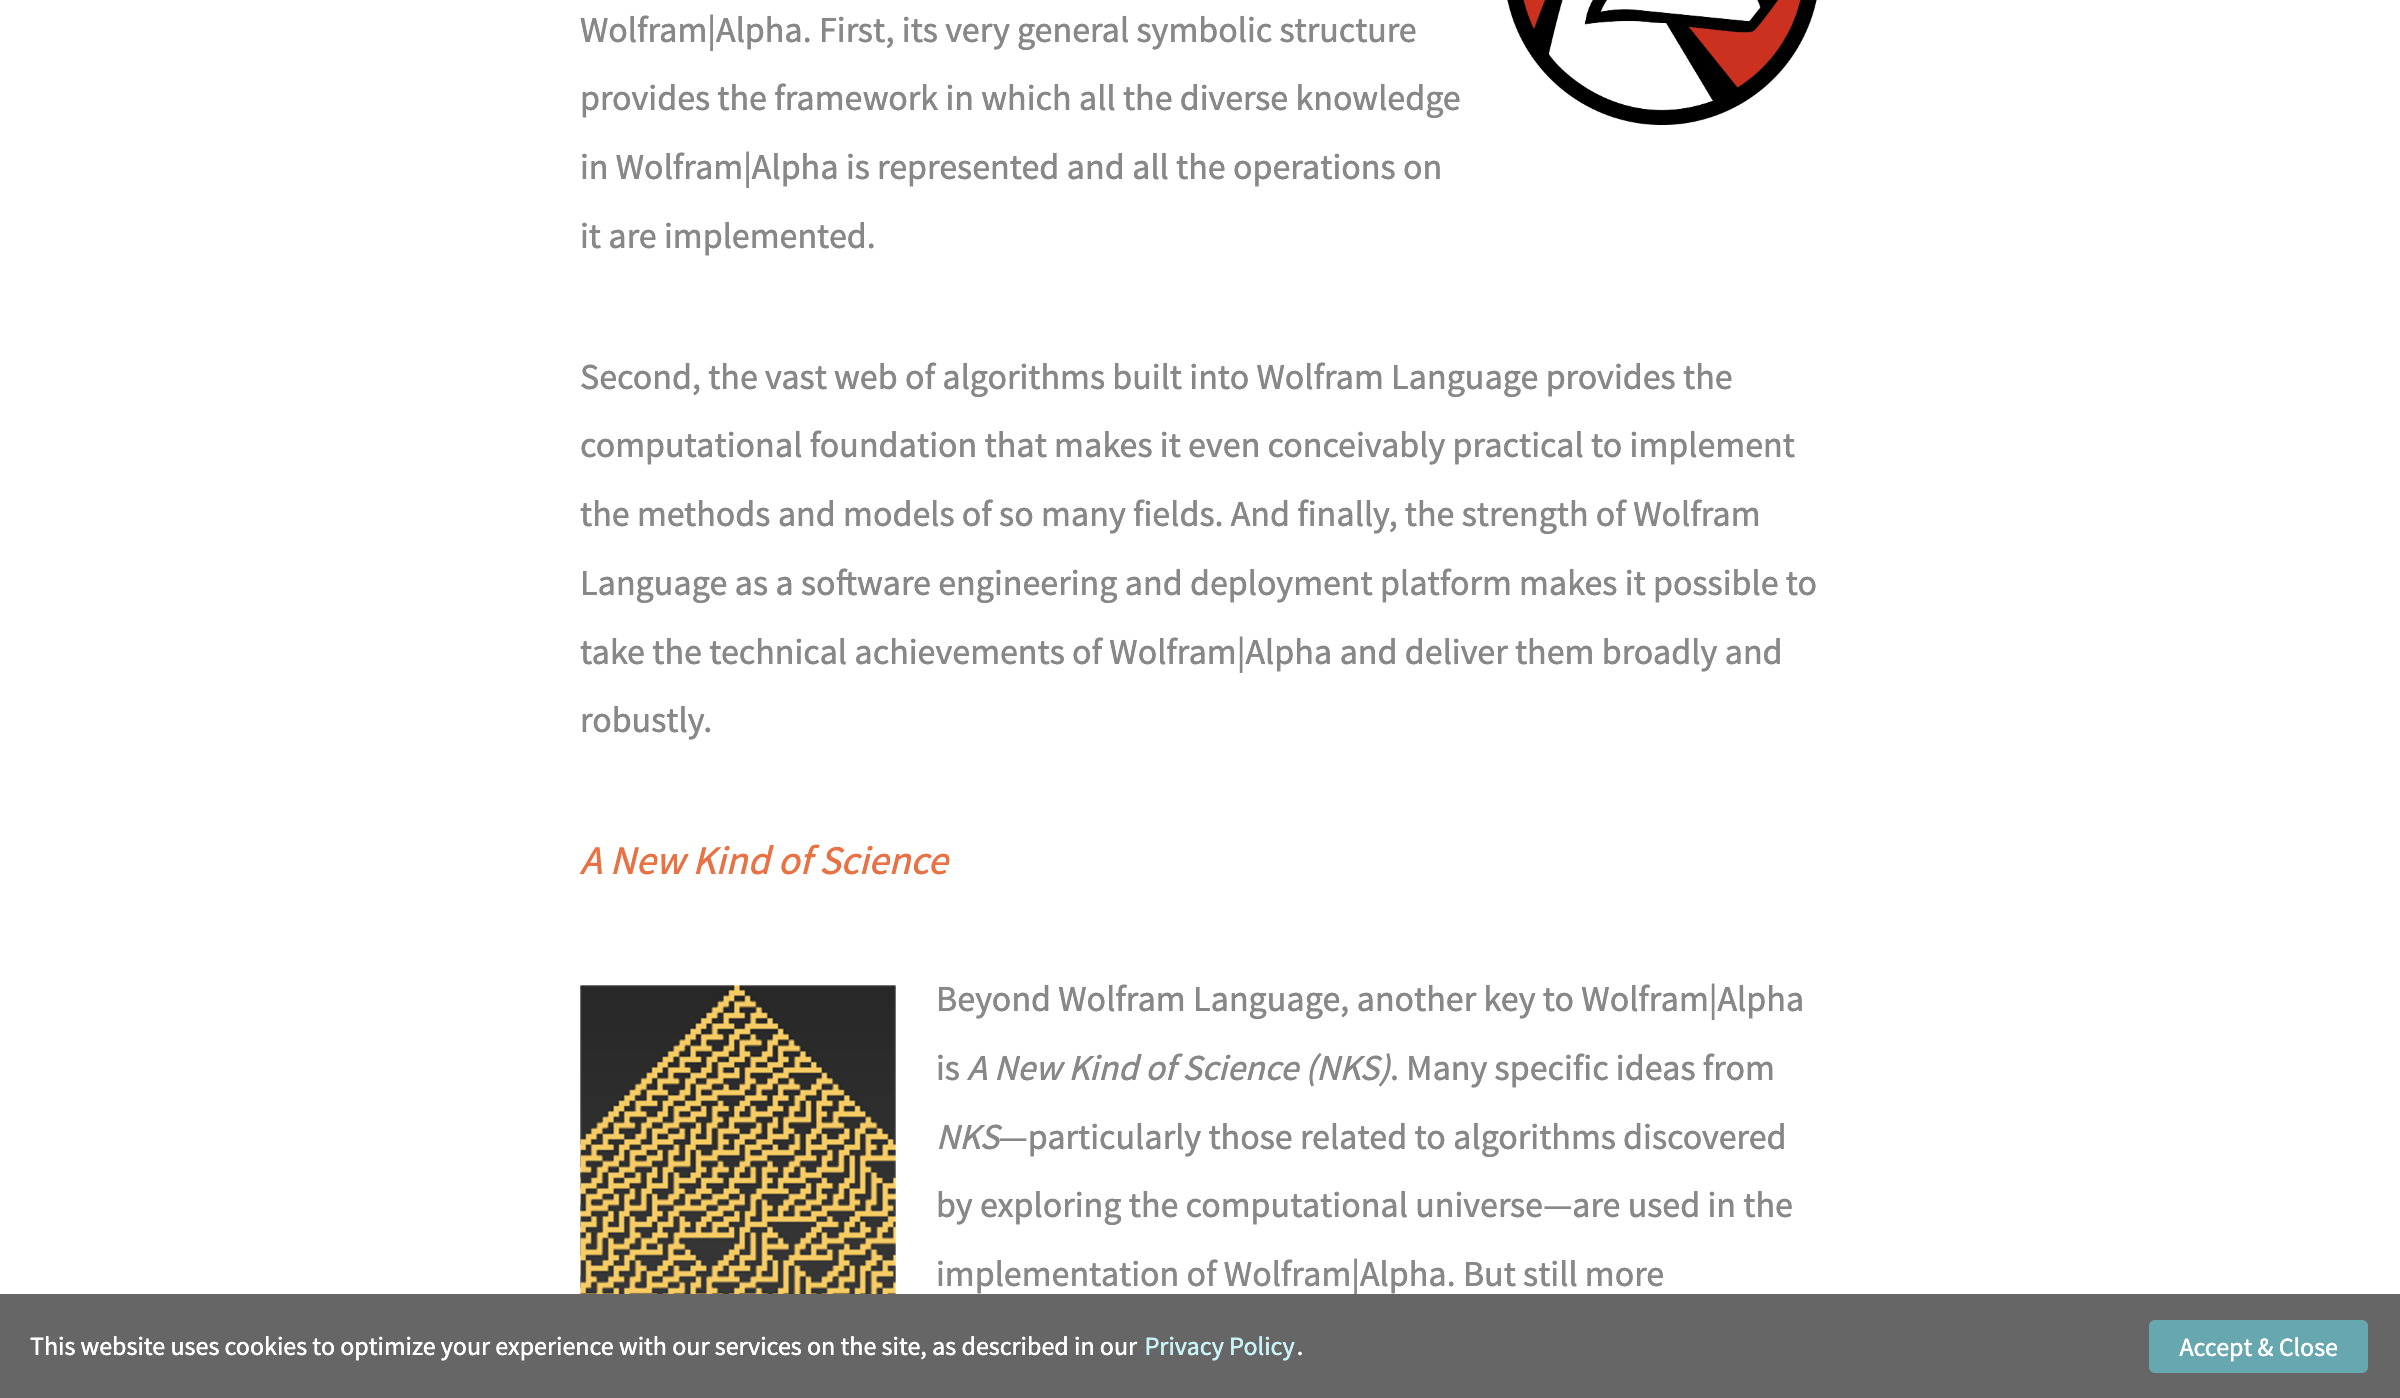 Wolfram|Alpha. First, its very general symbolic structure
provides the framework in which all the diverse knowledge
in Wolfram|Alpha is represented and all the operations on
it are implemented.
Second, the vast web of algorithms built into Wolfram Language provides the
computational foundation that makes it even conceivably practical to implement
the methods and models of so many fields. And finally, the strength of Wolfram
Language as a software engineering and deployment platform makes it possible to
take the technical achievements of Wolfram|Alpha and deliver them broadly and
robustly.
A New Kind of Science
Beyond Wolfram Language, another key to Wolfram|Alpha
is A New Kind of Science (NKS). Many specific ideas from
NKS—particularly those related to algorithms discovered
by exploring the computational universe—are used in the
implementation of Wolfram|Alpha. But still more
This website uses cookies to optimize your experience with our services on the site, as described in our Privacy Policy.
Accept & Close